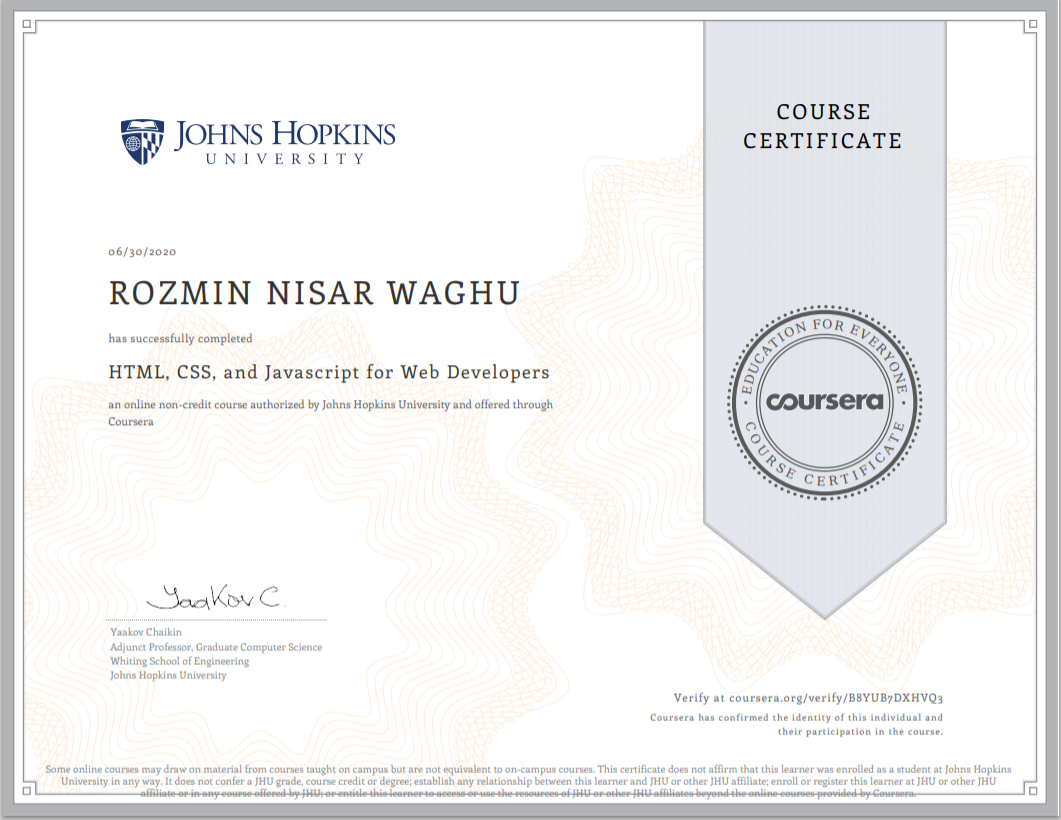 JOHNS HOPKINS
UNIVERSITY
COURSE
CERTIFICATE
06/30/2020
ROZMIN NISAR WAGHU
has successfully completed
HTML, CSS, and Javascript for Web Developers
an online non-credit course authorized by Johns Hopkins University and offered through
Coursera
EDUCATION FOR EVERYONE
coursera
COURSE CERTIFICATE
Yaakov C.
Yaakov Chaikin
Adjunct Professor, Graduate Computer Science
Whiting School of Engineering
Johns Hopkins University
Verify at coursera.org/verify/B8YUB7DXHVQ3
Coursera has confirmed the identity of this individual and
their participation in the course.
Some online courses may draw on material from courses taught on campus but are not equivalent to on-campus courses. This certificate does not affirm that this learner was enrolled as a student at Johns Hopkins
University in any way. It does not confer a JHU grade, course credit or degree; establish any relationship between this learner and JHU or other JHU affiliate; enroll or register this learner at JHU or other JHU
affiliate or in any course offered by JHU; or entitle this learner to access or use the resources of JHU or other JHU affiliates beyond the online courses provided by Coursera.